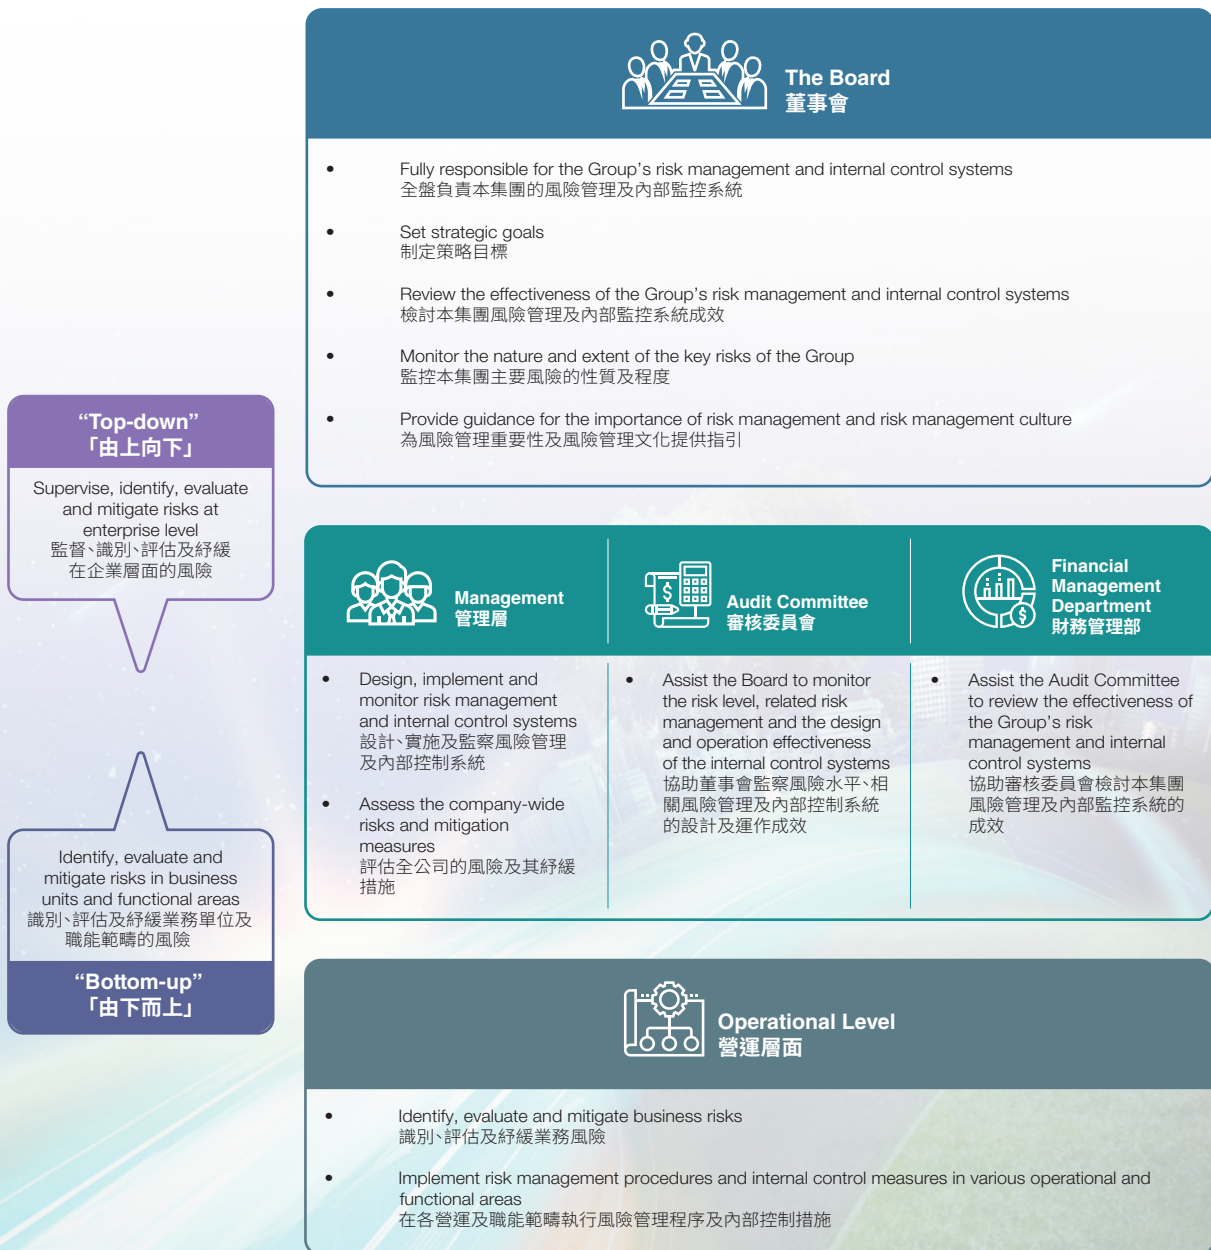 The Board
董事會
• Fully responsible for the Group's risk management and internal control systems
全盤負責本集團的風險管理及內部監控系統
• Set strategic goals
制定策略目標
• Review the effectiveness of the Group's risk management and internal control systems
檢討本集團風險管理及內部監控系統成效
• Monitor the nature and extent of the key risks of the Group
監控本集團主要風險的性質及程度
• Provide guidance for the importance of risk management and risk management culture
為風險管理重要性及風險管理文化提供指引
“Top-down”
「由上向下」
Supervise, identify, evaluate
and mitigate risks at
enterprise level
監督、識別、評估及紓緩
在企業層面的風險
Identify, evaluate and
mitigate risks in business
units and functional areas
識別、評估及紓緩業務單位及
職能範疇的風險
“Bottom-up”
「由下而上」
Management
管理層
• Design, implement and
monitor risk management
and internal control systems
設計、實施及監察風險管理
及內部控制系統
• Assess the company-wide
risks and mitigation
measures
評估全公司的風險及其紓緩
措施
Audit Committee
審核委員會
• Assist the Board to monitor
the risk level, related risk
management and the design
and operation effectiveness
of the internal control systems
協助董事會監察風險水平、相
關風險管理及內部控制系統
的設計及運作成效
Financial
Management
Department
財務管理部
• Assist the Audit Committee
to review the effectiveness of
the Group's risk
management and internal
control systems
協助審核委員會檢討本集團
風險管理及內部監控系統的
成效
Operational Level
營運層面
• Identify, evaluate and mitigate business risks
識別、評估及紓緩業務風險
• Implement risk management procedures and internal control measures in various operational and
functional areas
在各營運及職能範疇執行風險管理程序及內部控制措施